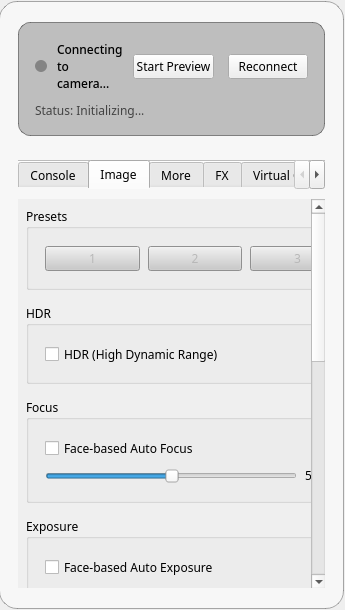 Connecting
to
camera...
Start Preview
Reconnect
Status: Initializing...
Console
Image
More
FX
Virtual
Presets
1
2
3
HDR
HDR (High Dynamic Range)
Focus
Face-based Auto Focus
5
Exposure
Face-based Auto Exposure